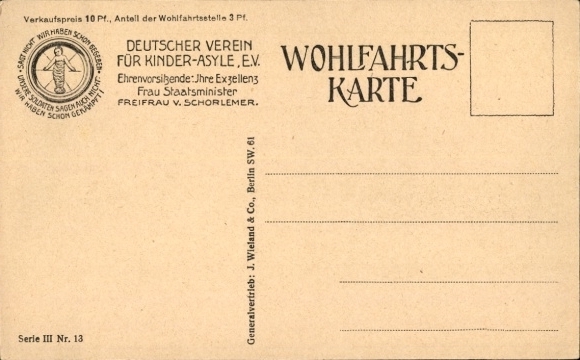 Verkaufspreis 10 Pf., Anteil der Wohlfahrtsstelle 3 Pf.
· SAGT NICHT: WIR HABEN SCHON GEGEBEN ·
UNSERE SOLDATEN SAGEN AUCH NICHT:
WIR HABEN SCHON GEKÄMPFT!
DEUTSCHER VEREIN
FÜR KINDER-ASYLE, E.V.
Ehrenvorsitzende: Ihre Exzellenz
Frau Staatsminister
FREIFRAU V. SCHORLEMER.
WOHLFAHRTS-
KARTE
Generalvertrieb: J. Wieland & Co., Berlin SW. 61
Serie III Nr. 13